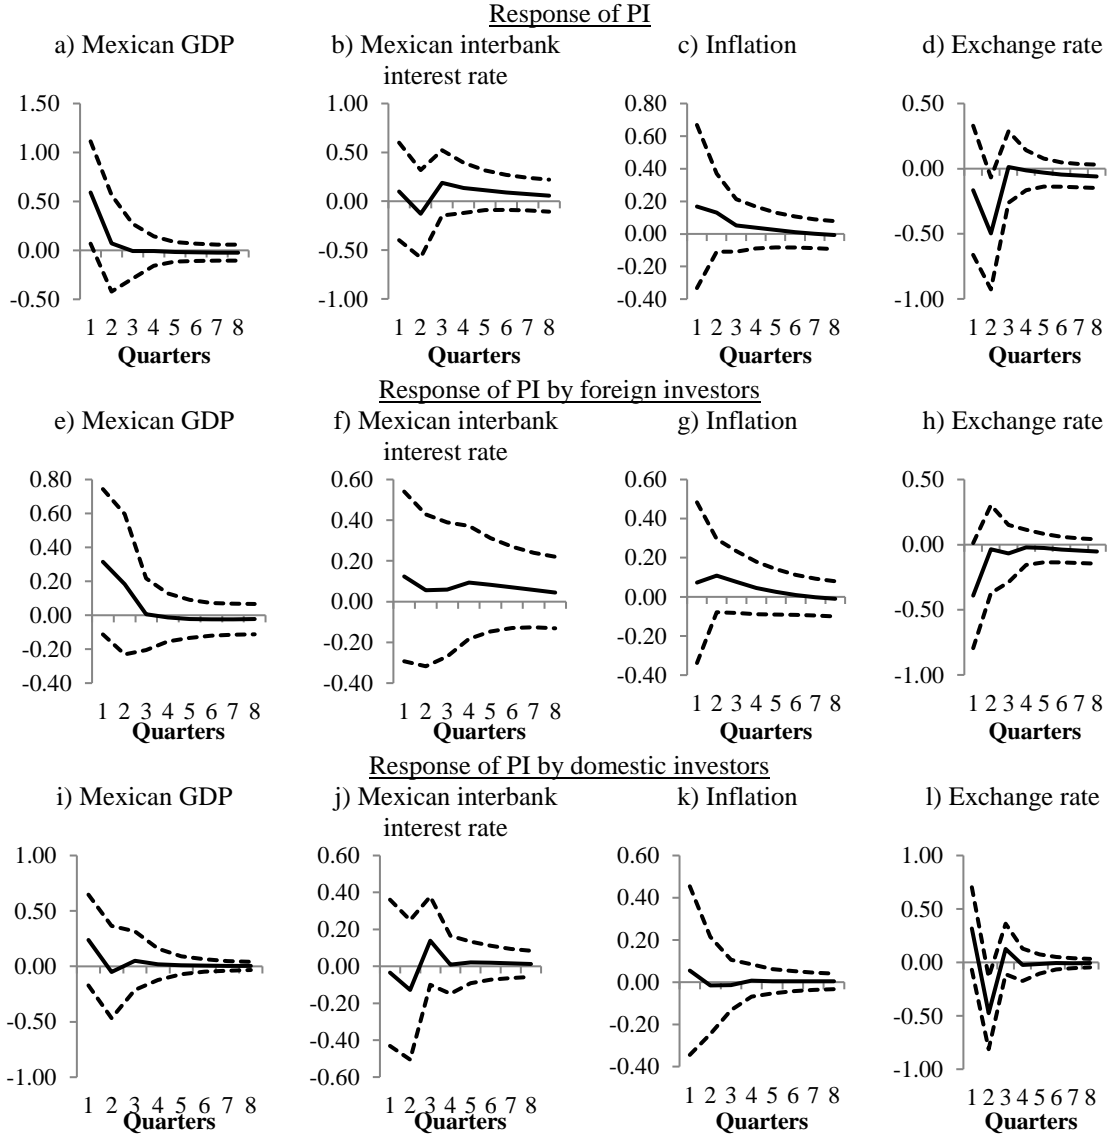 Response of PI
a) Mexican GDP
b) Mexican interbank
interest rate
c) Inflation
d) Exchange rate
1.50
1.00
0.50
0.00
-0.50
1 2 3 4 5 6 7 8
Quarters
1.00
0.50
0.00
-0.50
-1.00
1 2 3 4 5 6 7 8
Quarters
0.80
0.60
0.40
0.20
0.00
-0.20
-0.40
1 2 3 4 5 6 7 8
Quarters
0.50
0.00
-0.50
-1.00
1 2 3 4 5 6 7 8
Quarters
Response of PI by foreign investors
e) Mexican GDP
f) Mexican interbank
interest rate
g) Inflation
h) Exchange rate
0.80
0.60
0.40
0.20
0.00
-0.20
-0.40
1 2 3 4 5 6 7 8
Quarters
0.60
0.40
0.20
0.00
-0.20
-0.40
1 2 3 4 5 6 7 8
Quarters
0.60
0.40
0.20
0.00
-0.20
-0.40
1 2 3 4 5 6 7 8
Quarters
0.50
0.00
-0.50
-1.00
1 2 3 4 5 6 7 8
Quarters
Response of PI by domestic investors
i) Mexican GDP
j) Mexican interbank
interest rate
k) Inflation
l) Exchange rate
1.00
0.50
0.00
-0.50
-1.00
1 2 3 4 5 6 7 8
Quarters
0.60
0.40
0.20
0.00
-0.20
-0.40
-0.60
1 2 3 4 5 6 7 8
Quarters
0.60
0.40
0.20
0.00
-0.20
-0.40
1 2 3 4 5 6 7 8
Quarters
1.00
0.50
0.00
-0.50
-1.00
1 2 3 4 5 6 7 8
Quarters